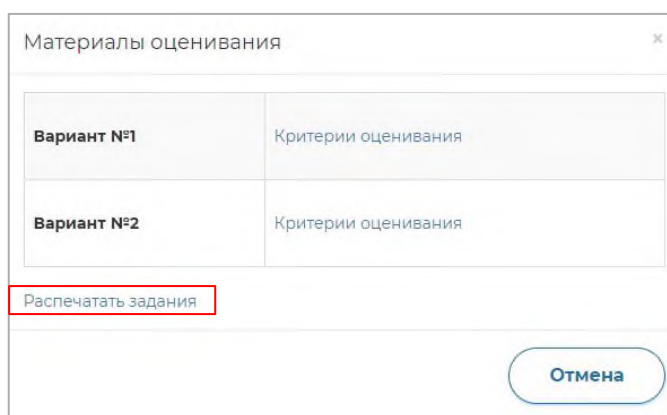 Материалы оценивания ×
Вариант №1 Критерии оценивания
Вариант №2 Критерии оценивания
Распечатать задания
Отмена